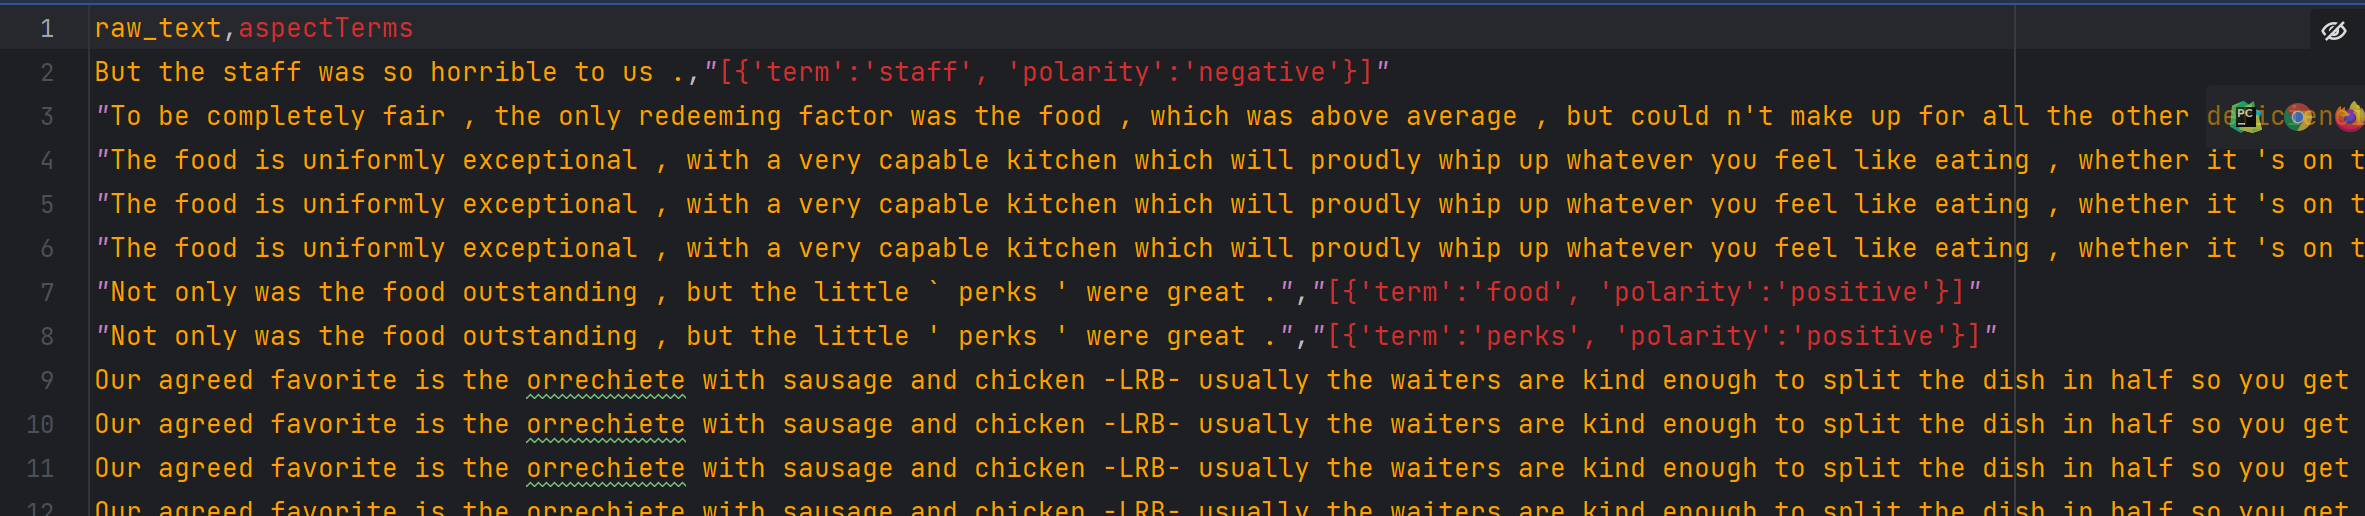 1 raw_text,aspectTerms
2 But the staff was so horrible to us .,"[{'term':'staff', 'polarity':'negative'}]"
3 "To be completely fair , the only redeeming factor was the food , which was above average , but could n't make up for all the other
4 "The food is uniformly exceptional , with a very capable kitchen which will proudly whip up whatever you feel like eating , whether it 's on t
5 "The food is uniformly exceptional , with a very capable kitchen which will proudly whip up whatever you feel like eating , whether it 's on t
6 "The food is uniformly exceptional , with a very capable kitchen which will proudly whip up whatever you feel like eating , whether it 's on t
7 "Not only was the food outstanding , but the little ` perks ' were great .","[{'term':'food', 'polarity':'positive'}]"
8 "Not only was the food outstanding , but the little ' perks ' were great .","[{'term':'perks', 'polarity':'positive'}]"
9 Our agreed favorite is the orrechiete with sausage and chicken -LRB- usually the waiters are kind enough to split the dish in half so you get
10 Our agreed favorite is the orrechiete with sausage and chicken -LRB- usually the waiters are kind enough to split the dish in half so you get
11 Our agreed favorite is the orrechiete with sausage and chicken -LRB- usually the waiters are kind enough to split the dish in half so you get
12 Our agreed favorite is the orrechiete with sausage and chicken -LRB- usually the waiters are kind enough to split the dish in half so you get
PC